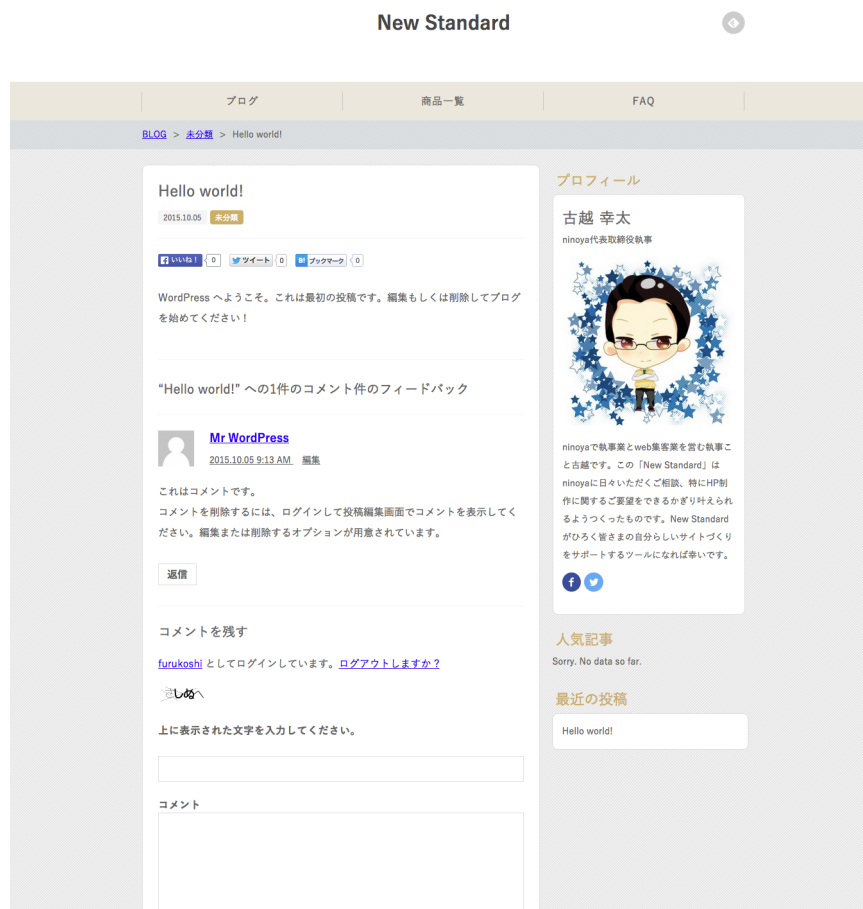 New Standard
ブログ
商品一覧
FAQ
BLOG > 未分類 > Hello world!
Hello world!
2015.10.05 未分類
いいね！ 0 ツイート 0 B! ブックマーク 0
WordPress へようこそ。これは最初の投稿です。編集もしくは削除してブログ
を始めてください！
“Hello world!” への1件のコメント件のフィードバック
Mr WordPress
2015.10.05 9:13 AM 編集
これはコメントです。
コメントを削除するには、ログインして投稿編集画面でコメントを表示してく
ださい。編集または削除するオプションが用意されています。
返信
コメントを残す
furukoshi としてログインしています。ログアウトしますか ?
上に表示された文字を入力してください。
コメント
プロフィール
古越 幸太
ninoya代表取締役執事
ninoyaで執事業とweb集客業を営む執事こ
と古越です。この「New Standard」は
ninoyaに日々いただくご相談、特にHP制
作に関するご要望をできるかぎり叶えられ
るようつくったものです。New Standard
がひろく皆さまの自分らしいサイトづくり
をサポートするツールになれば幸いです。
人気記事
Sorry. No data so far.
最近の投稿
Hello world!